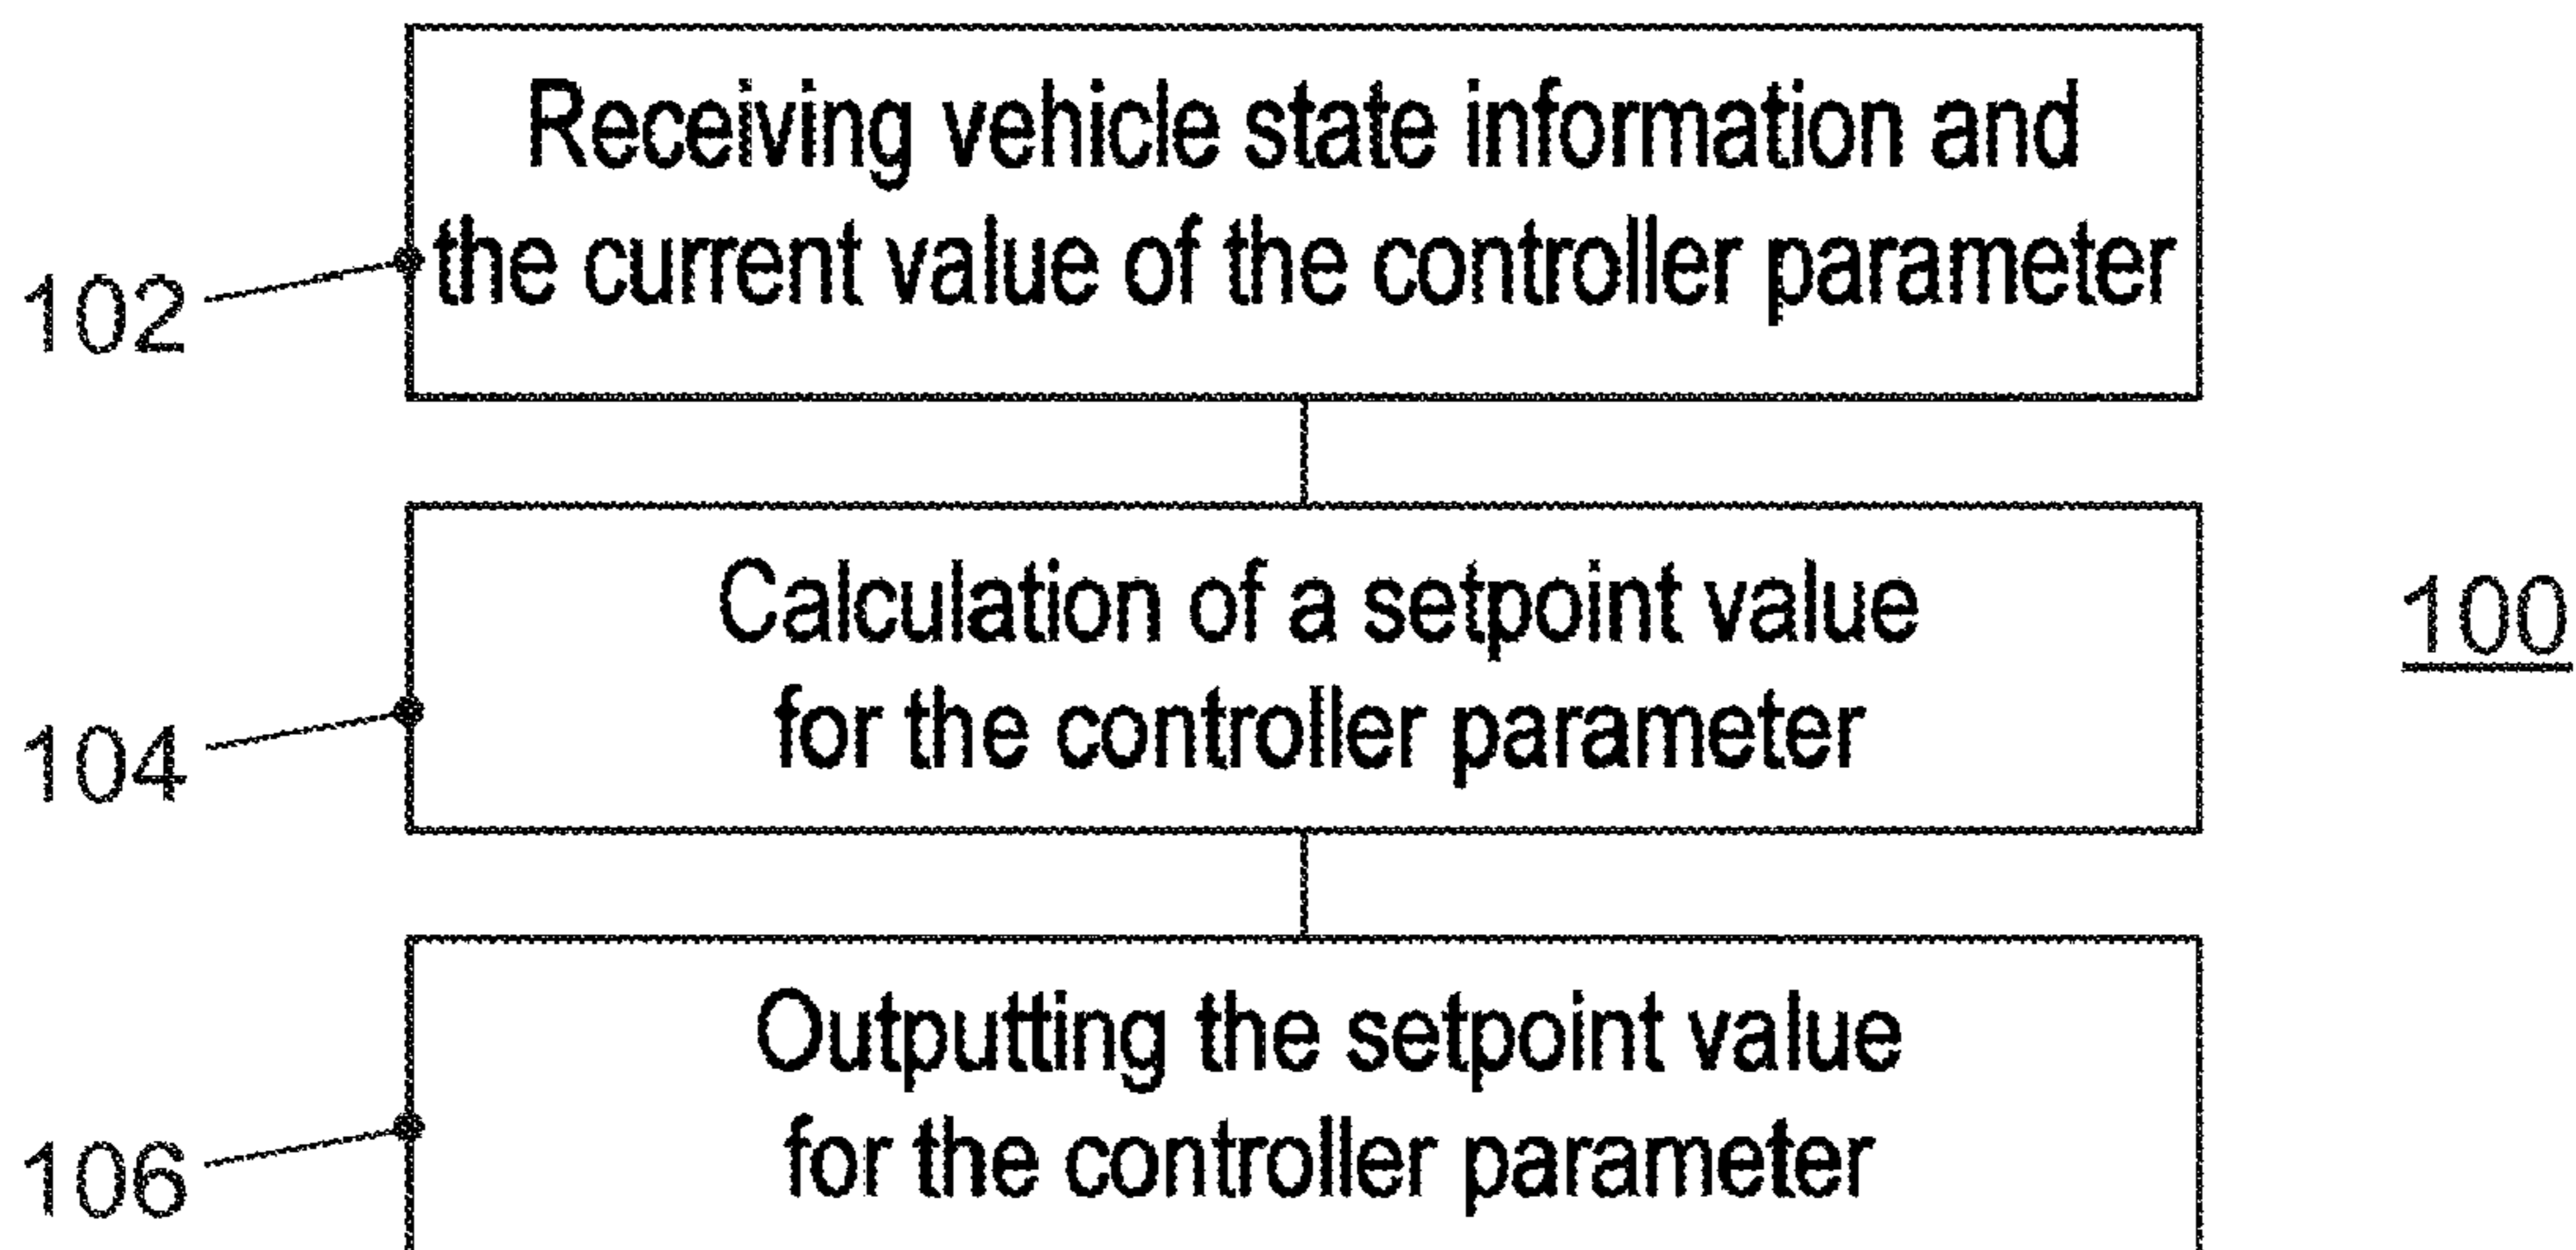 Receiving vehicle state information and
the current value of the controller parameter
102
Calculation of a setpoint value
for the controller parameter
104
100
Outputting the setpoint value
for the controller parameter
106